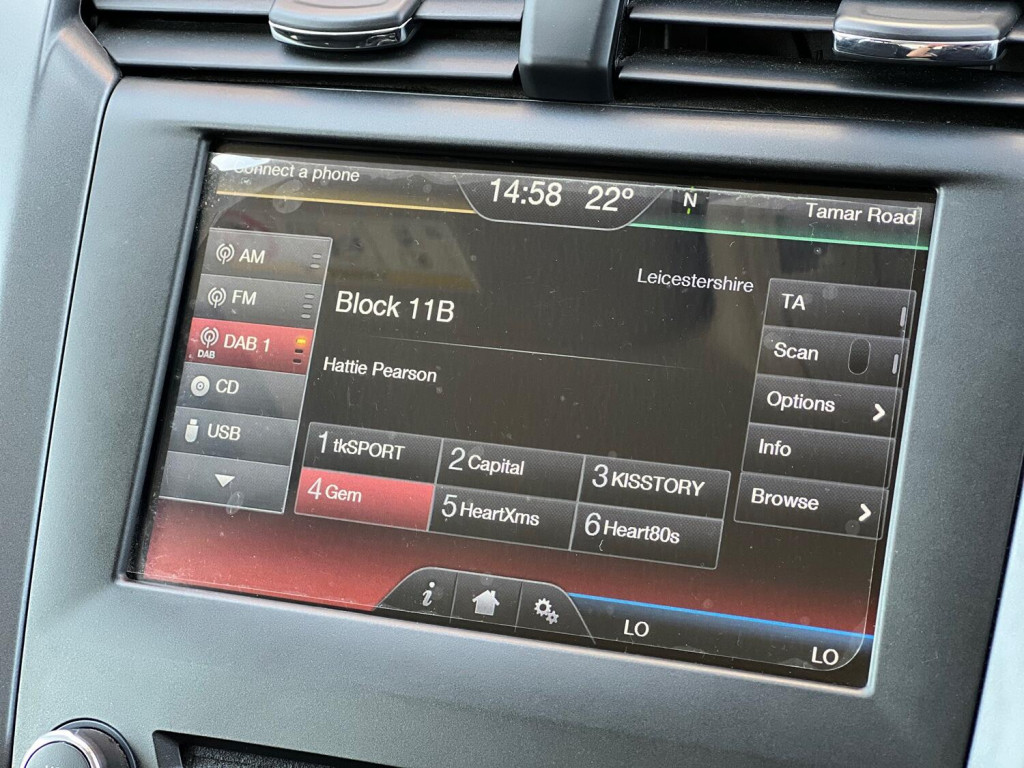 Connect a phone
14:58 22°
N
Tamar Road
AM
FM
DAB 1
DAB
CD
USB
Leicestershire
Block 11B
Hattie Pearson
1 tkSPORT
2 Capital
3 KISSTORY
4 Gem
5 HeartXms
6 Heart80s
TA
Scan
Options
Info
Browse
i
LO
LO